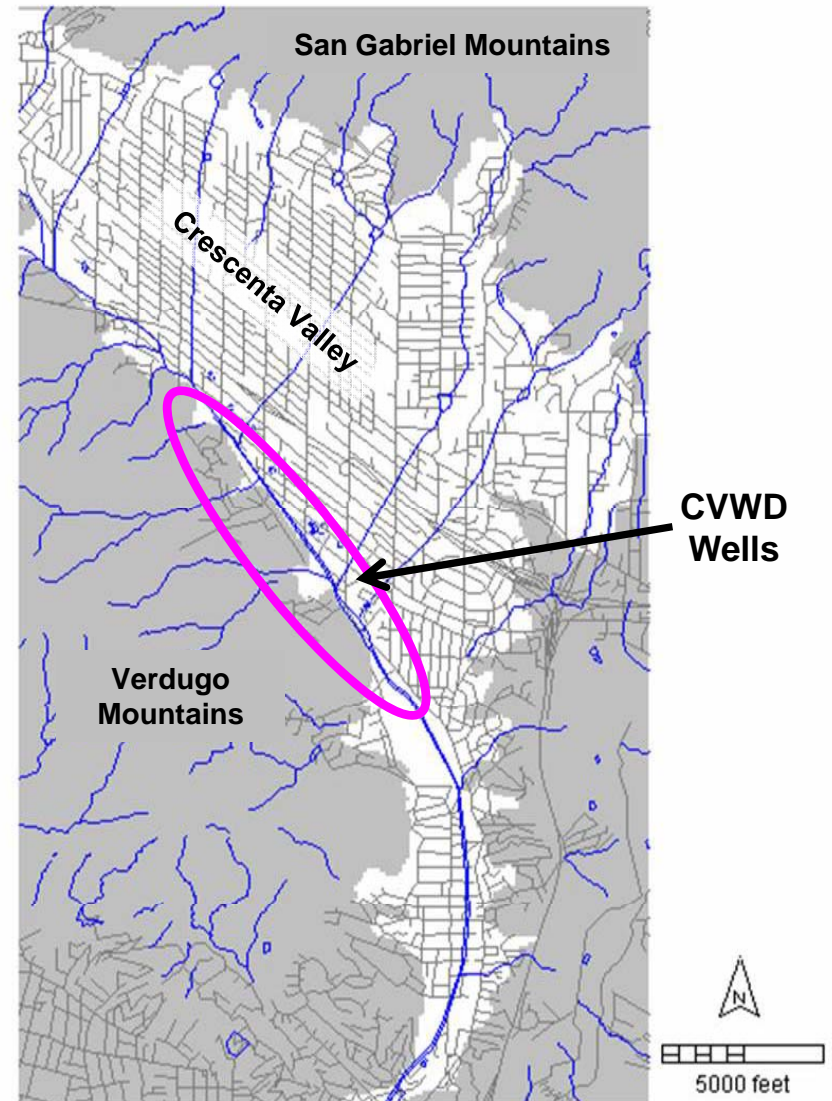 San Gabriel Mountains
Crescenta Valley
CVWD
Wells
Verdugo
Mountains
N
5000 feet